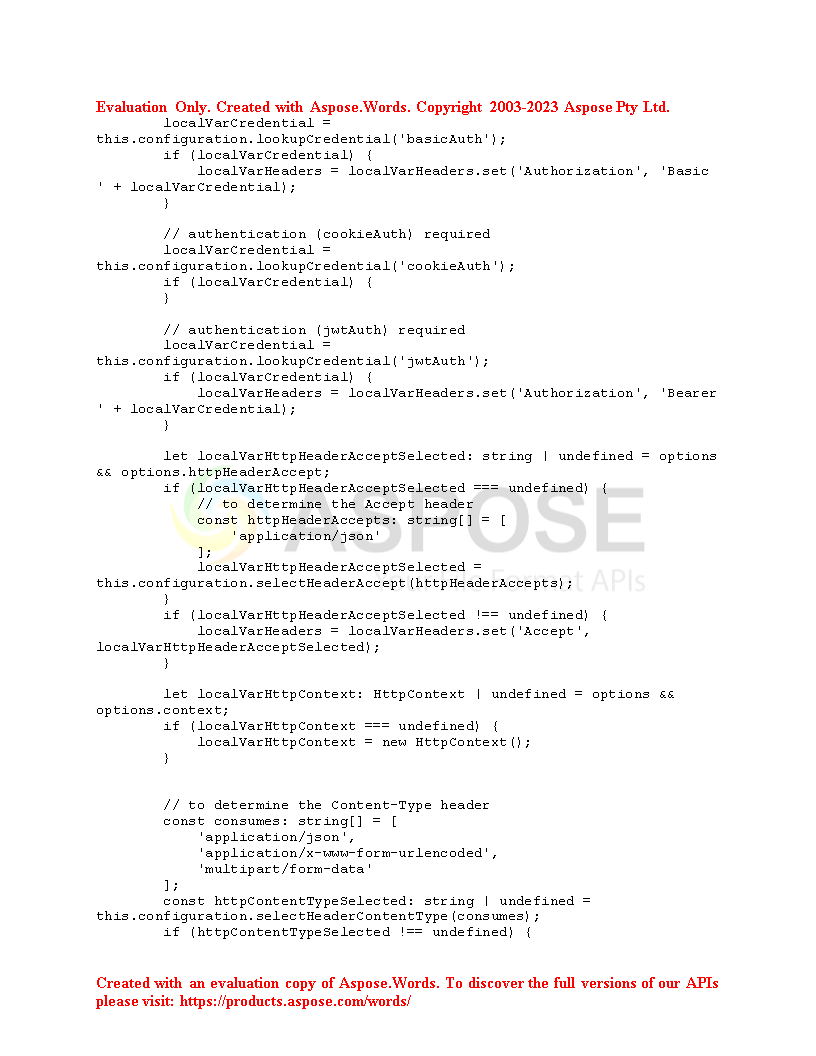 Evaluation Only. Created with Aspose.Words. Copyright 2003-2023 Aspose Pty Ltd.
        localVarCredential =
this.configuration.lookupCredential('basicAuth');
        if (localVarCredential) {
            localVarHeaders = localVarHeaders.set('Authorization', 'Basic
' + localVarCredential);
        }

        // authentication (cookieAuth) required
        localVarCredential =
this.configuration.lookupCredential('cookieAuth');
        if (localVarCredential) {
        }

        // authentication (jwtAuth) required
        localVarCredential =
this.configuration.lookupCredential('jwtAuth');
        if (localVarCredential) {
            localVarHeaders = localVarHeaders.set('Authorization', 'Bearer
' + localVarCredential);
        }

        let localVarHttpHeaderAcceptSelected: string | undefined = options
&& options.httpHeaderAccept;
        if (localVarHttpHeaderAcceptSelected === undefined) {
            // to determine the Accept header
            const httpHeaderAccepts: string[] = [
                'application/json'
            ];
            localVarHttpHeaderAcceptSelected =
this.configuration.selectHeaderAccept(httpHeaderAccepts);
        }
        if (localVarHttpHeaderAcceptSelected !== undefined) {
            localVarHeaders = localVarHeaders.set('Accept',
localVarHttpHeaderAcceptSelected);
        }

        let localVarHttpContext: HttpContext | undefined = options &&
options.context;
        if (localVarHttpContext === undefined) {
            localVarHttpContext = new HttpContext();
        }


        // to determine the Content-Type header
        const consumes: string[] = [
            'application/json',
            'application/x-www-form-urlencoded',
            'multipart/form-data'
        ];
        const httpContentTypeSelected: string | undefined =
this.configuration.selectHeaderContentType(consumes);
        if (httpContentTypeSelected !== undefined) {
ASPOSE
Your File Format APIs
Created with an evaluation copy of Aspose.Words. To discover the full versions of our APIs
please visit: https://products.aspose.com/words/